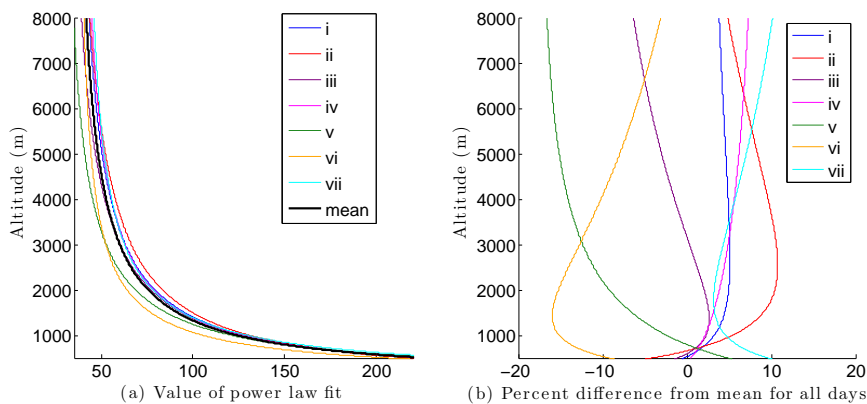 8000
7000
6000
5000
4000
3000
2000
1000
Altitude (m)
50
100
150
200
i
ii
iii
iv
v
vi
vii
mean
(a) Value of power law fit
8000
7000
6000
5000
4000
3000
2000
1000
Altitude (m)
−20
−10
0
10
20
i
ii
iii
iv
v
vi
vii
(b) Percent difference from mean for all days